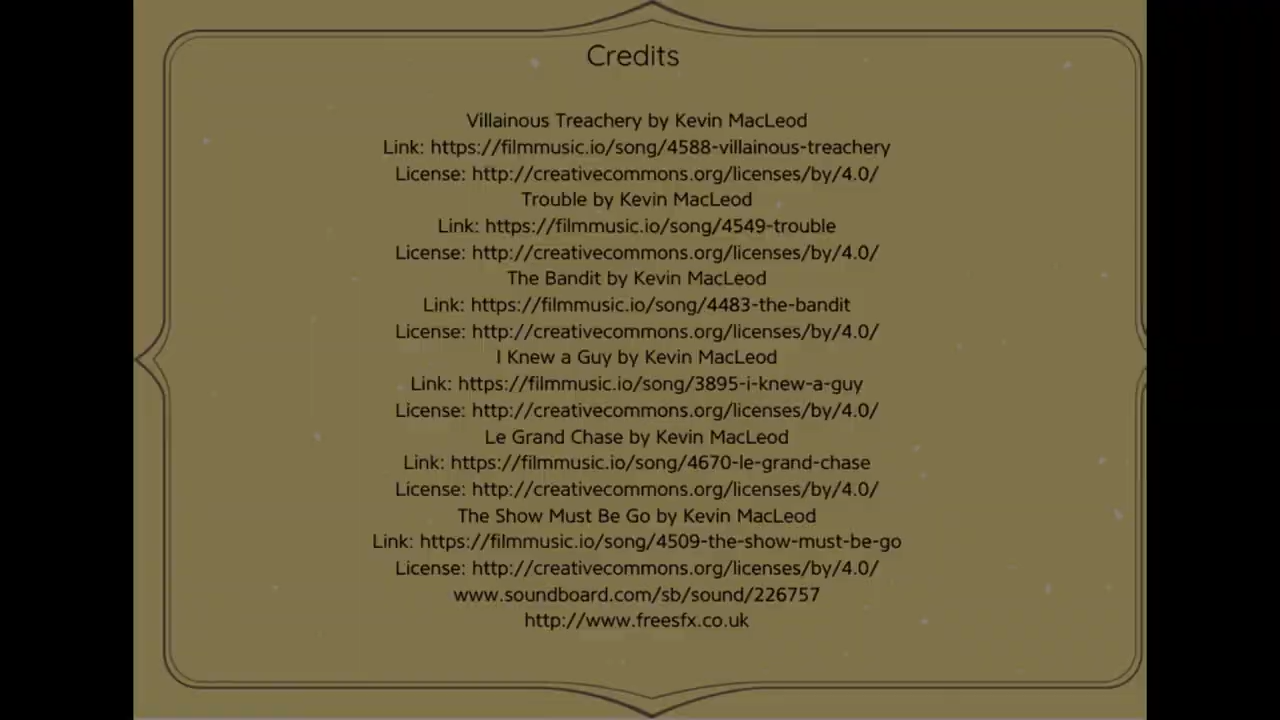 Credits
Villainous Treachery by Kevin MacLeod
Link: https://filmmusic.io/song/4588-villainous-treachery
License: http://creativecommons.org/licenses/by/4.0/
Trouble by Kevin MacLeod
Link: https://filmmusic.io/song/4549-trouble
License: http://creativecommons.org/licenses/by/4.0/
The Bandit by Kevin MacLeod
Link: https://filmmusic.io/song/4483-the-bandit
License: http://creativecommons.org/licenses/by/4.0/
I Knew a Guy by Kevin MacLeod
Link: https://filmmusic.io/song/3895-i-knew-a-guy
License: http://creativecommons.org/licenses/by/4.0/
Le Grand Chase by Kevin MacLeod
Link: https://filmmusic.io/song/4670-le-grand-chase
License: http://creativecommons.org/licenses/by/4.0/
The Show Must Be Go by Kevin MacLeod
Link: https://filmmusic.io/song/4509-the-show-must-be-go
License: http://creativecommons.org/licenses/by/4.0/
www.soundboard.com/sb/sound/226757
http://www.freesfx.co.uk